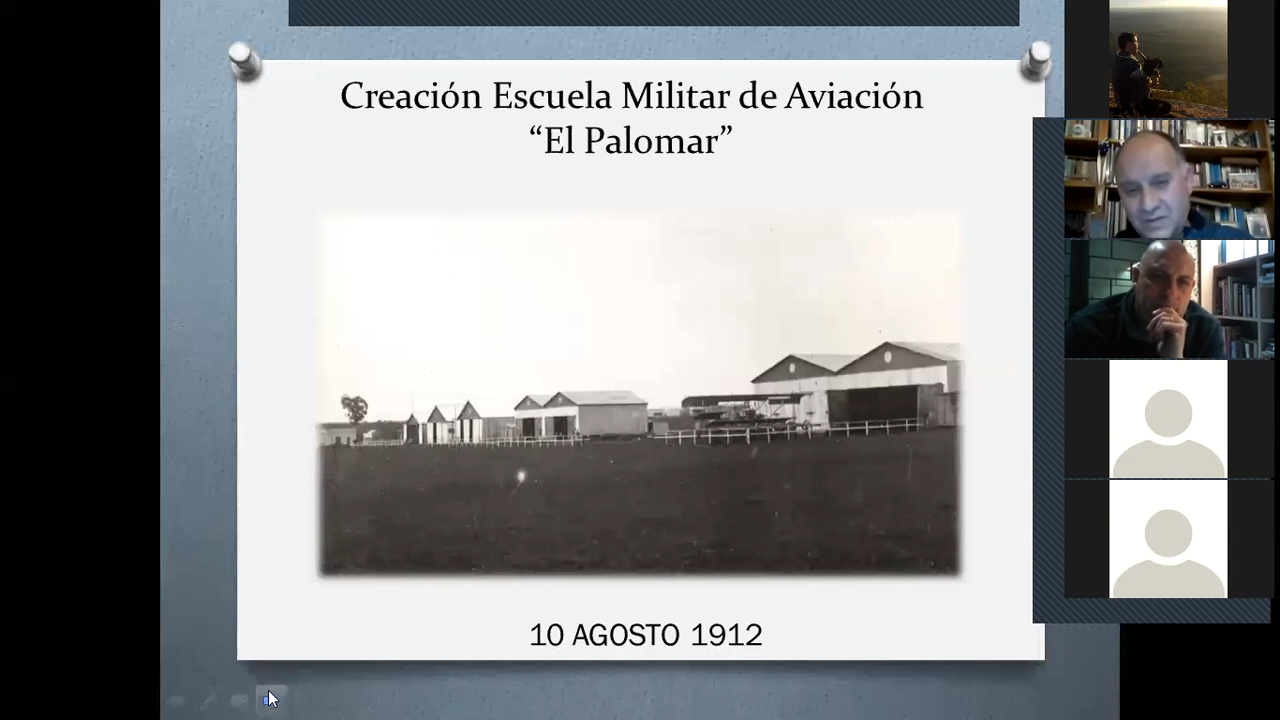 Creación Escuela Militar de Aviación
“El Palomar”
10 AGOSTO 1912